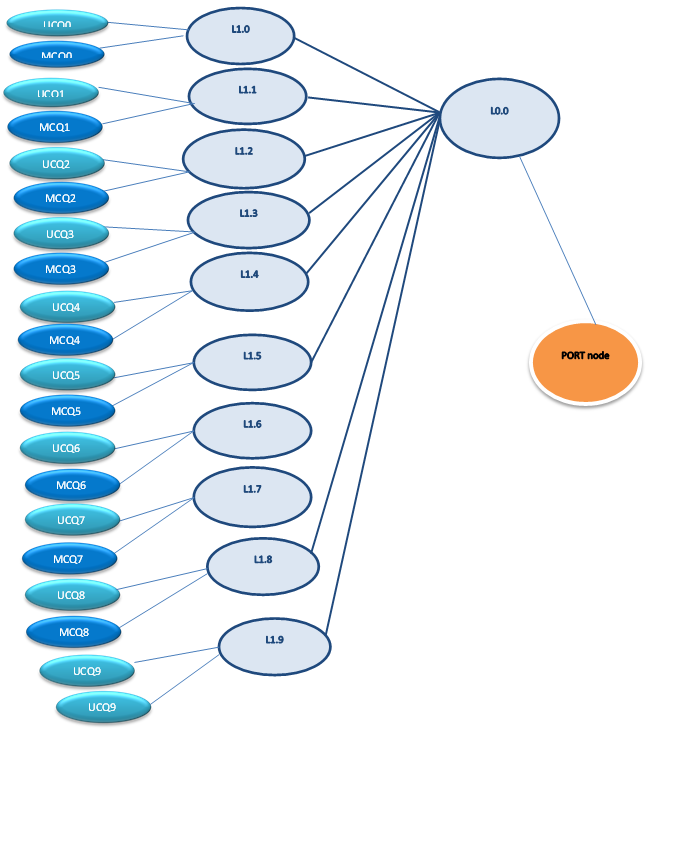 UCQ0
L1.0
MCQ0
L1.1
UCQ1
L0.0
MCQ1
L1.2
UCQ2
MCQ2
L1.3
UCQ3
MCQ3
L1.4
UCQ4
MCQ4
L1.5
PORT node
UCQ5
MCQ5
L1.6
UCQ6
MCQ6
L1.7
UCQ7
MCQ7
L1.8
UCQ8
MCQ8
L1.9
UCQ9
UCQ9